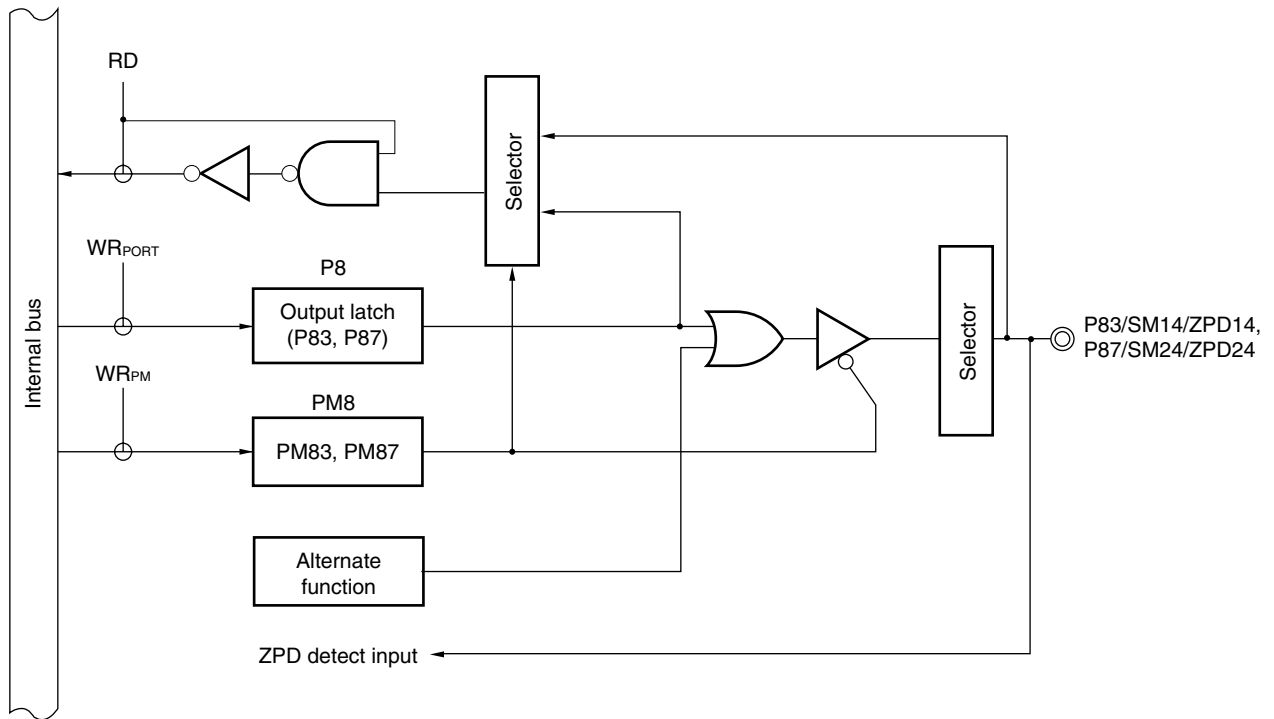 RD
Selector
WRPORT
P8
Output latch
(P83, P87)
Internal bus
WRPM
PM8
PM83, PM87
Selector
P83/SM14/ZPD14,
P87/SM24/ZPD24
Alternate
function
ZPD detect input